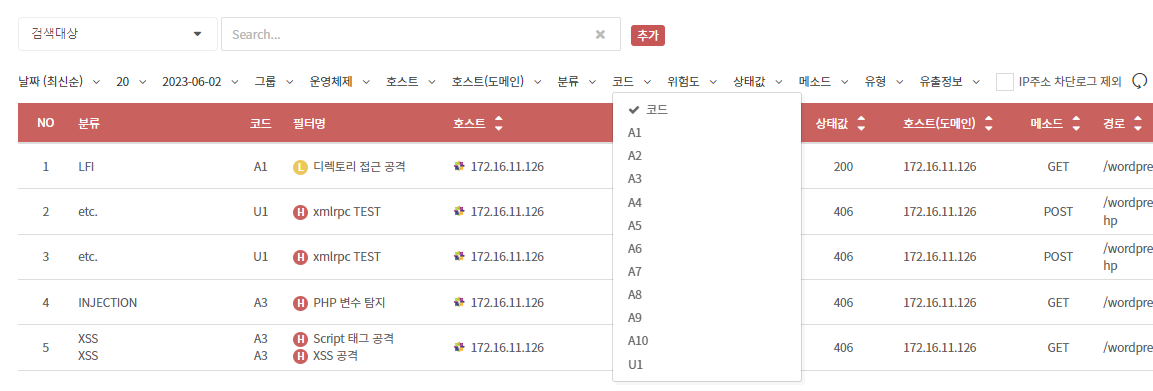 검색대상 Search... 추가
날짜 (최신순) 20 2023-06-02 그룹 운영체제 호스트 호스트(도메인) 분류 코드 위험도 상태값 메소드 유형 유출정보 IP주소 차단로그 제외
코드
A1
A2
A3
A4
A5
A6
A7
A8
A9
A10
U1
NO 분류 코드 필터명 호스트 상태값 호스트(도메인) 메소드 경로
1 LFI A1 L 디렉토리 접근 공격 172.16.11.126 200 172.16.11.126 GET /wordpre
2 etc. U1 H xmlrpc TEST 172.16.11.126 406 172.16.11.126 POST /wordpre
hp
3 etc. U1 H xmlrpc TEST 172.16.11.126 406 172.16.11.126 POST /wordpre
hp
4 INJECTION A3 H PHP 변수 탐지 172.16.11.126 406 172.16.11.126 GET /wordpre
5 XSS A3 H Script 태그 공격 172.16.11.126 406 172.16.11.126 GET /wordpre
XSS A3 H XSS 공격